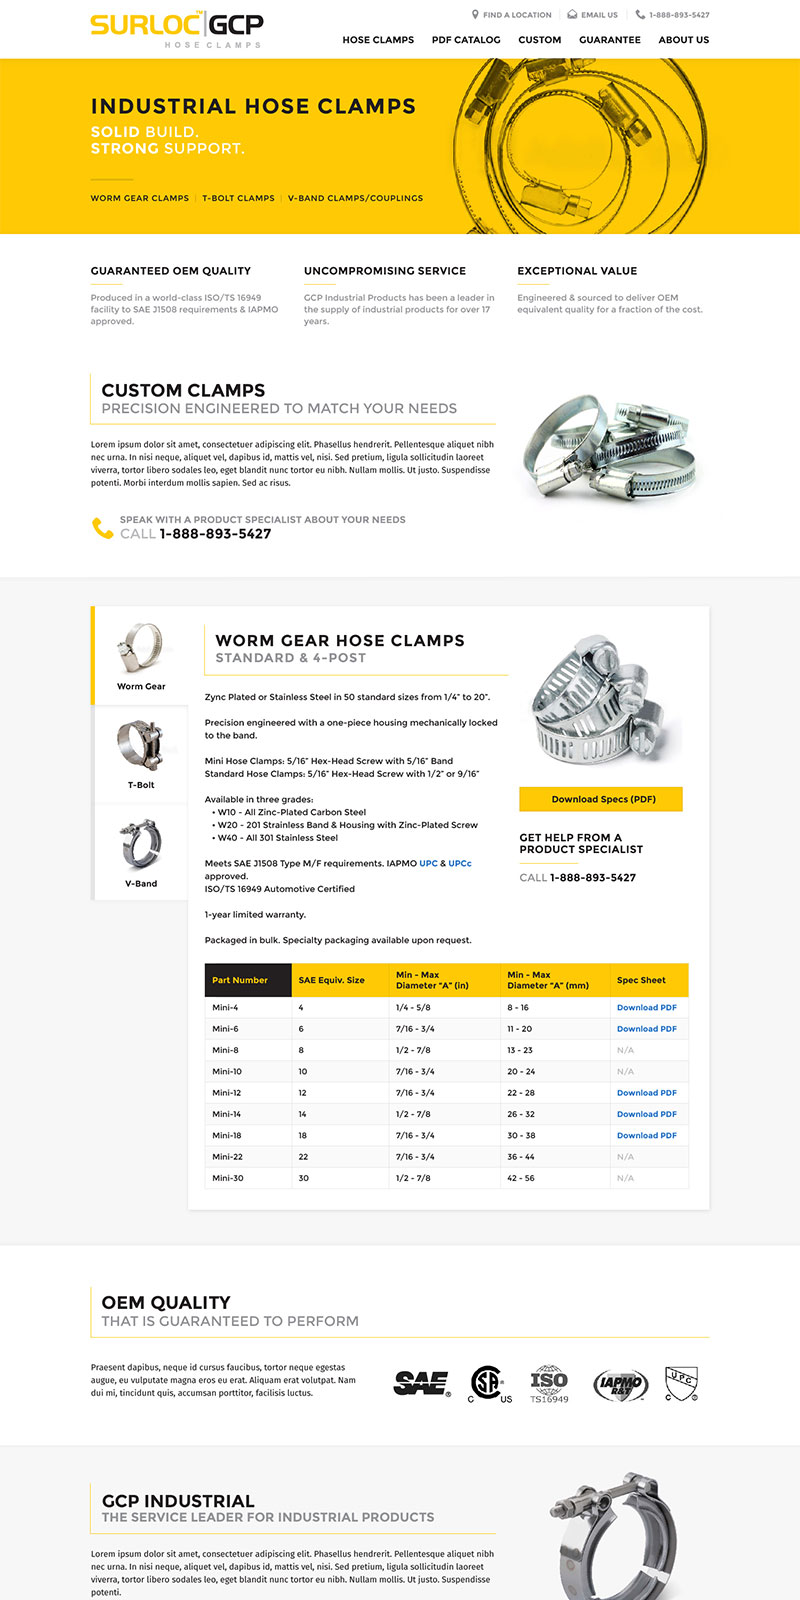 SURLOC™|GCP
HOSE CLAMPS
FIND A LOCATION
EMAIL US
1-888-893-5427
HOSE CLAMPS PDF CATALOG CUSTOM GUARANTEE ABOUT US
INDUSTRIAL HOSE CLAMPS
SOLID BUILD.
STRONG SUPPORT.
WORM GEAR CLAMPS | T-BOLT CLAMPS | V-BAND CLAMPS/COUPLINGS
GUARANTEED OEM QUALITY
Produced in a world-class ISO/TS 16949
facility to SAE J1508 requirements & IAPMO
approved.
UNCOMPROMISING SERVICE
GCP Industrial Products has been a leader in
the supply of industrial products for over 17
years.
EXCEPTIONAL VALUE
Engineered & sourced to deliver OEM
equivalent quality for a fraction of the cost.
CUSTOM CLAMPS
PRECISION ENGINEERED TO MATCH YOUR NEEDS
Lorem ipsum dolor sit amet, consectetuer adipiscing elit. Phasellus hendrerit. Pellentesque aliquet nibh
nec urna. In nisi neque, aliquet vel, dapibus id, mattis vel, nisi. Sed pretium, ligula sollicitudin laoreet
viverra, tortor libero sodales leo, eget blandit nunc tortor eu nibh. Nullam mollis. Ut justo. Suspendisse
potenti. Morbi interdum mollis sapien. Sed ac risus.
SPEAK WITH A PRODUCT SPECIALIST ABOUT YOUR NEEDS
CALL 1-888-893-5427
Worm Gear
T-Bolt
V-Band
WORM GEAR HOSE CLAMPS
STANDARD & 4-POST
Zync Plated or Stainless Steel in 50 standard sizes from 1/4" to 20".
Precision engineered with a one-piece housing mechanically locked
to the band.
Mini Hose Clamps: 5/16" Hex-Head Screw with 5/16" Band
Standard Hose Clamps: 5/16" Hex-Head Screw with 1/2" or 9/16"
Available in three grades:
• W10 - All Zinc-Plated Carbon Steel
• W20 - 201 Strainless Band & Housing with Zinc-Plated Screw
• W40 - All 301 Stainless Steel
Meets SAE J1508 Type M/F requirements. IAPMO UPC & UPCc
approved.
ISO/TS 16949 Automotive Certified
1-year limited warranty.
Packaged in bulk. Specialty packaging available upon request.
Download Specs (PDF)
GET HELP FROM A
PRODUCT SPECIALIST
CALL 1-888-893-5427
Part Number SAE Equiv. Size Min - Max Diameter "A" (in) Min - Max Diameter "A" (mm) Spec Sheet
Mini-4 4 1/4 - 5/8 8 - 16 Download PDF
Mini-6 6 7/16 - 3/4 11 - 20 Download PDF
Mini-8 8 1/2 - 7/8 13 - 23 N/A
Mini-10 10 7/16 - 3/4 20 - 24 N/A
Mini-12 12 7/16 - 3/4 22 - 28 Download PDF
Mini-14 14 1/2 - 7/8 26 - 32 Download PDF
Mini-18 18 7/16 - 3/4 30 - 38 Download PDF
Mini-22 22 7/16 - 3/4 36 - 44 N/A
Mini-30 30 1/2 - 7/8 42 - 56 N/A
OEM QUALITY
THAT IS GUARANTEED TO PERFORM
Praesent dapibus, neque id cursus faucibus, tortor neque egestas
augue, eu vulputate magna eros eu erat. Aliquam erat volutpat. Nam
dui mi, tincidunt quis, accumsan porttitor, facilisis luctus.
SAE®
CSA® C US
ISO
TS16949
IAPMO R&T®
UPC C ®
GCP INDUSTRIAL
THE SERVICE LEADER FOR INDUSTRIAL PRODUCTS
Lorem ipsum dolor sit amet, consectetuer adipiscing elit. Phasellus hendrerit. Pellentesque aliquet nibh
nec urna. In nisi neque, aliquet vel, dapibus id, mattis vel, nisi. Sed pretium, ligula sollicitudin laoreet
viverra, tortor libero sodales leo, eget blandit nunc tortor eu nibh. Nullam mollis. Ut justo. Suspendisse
potenti.